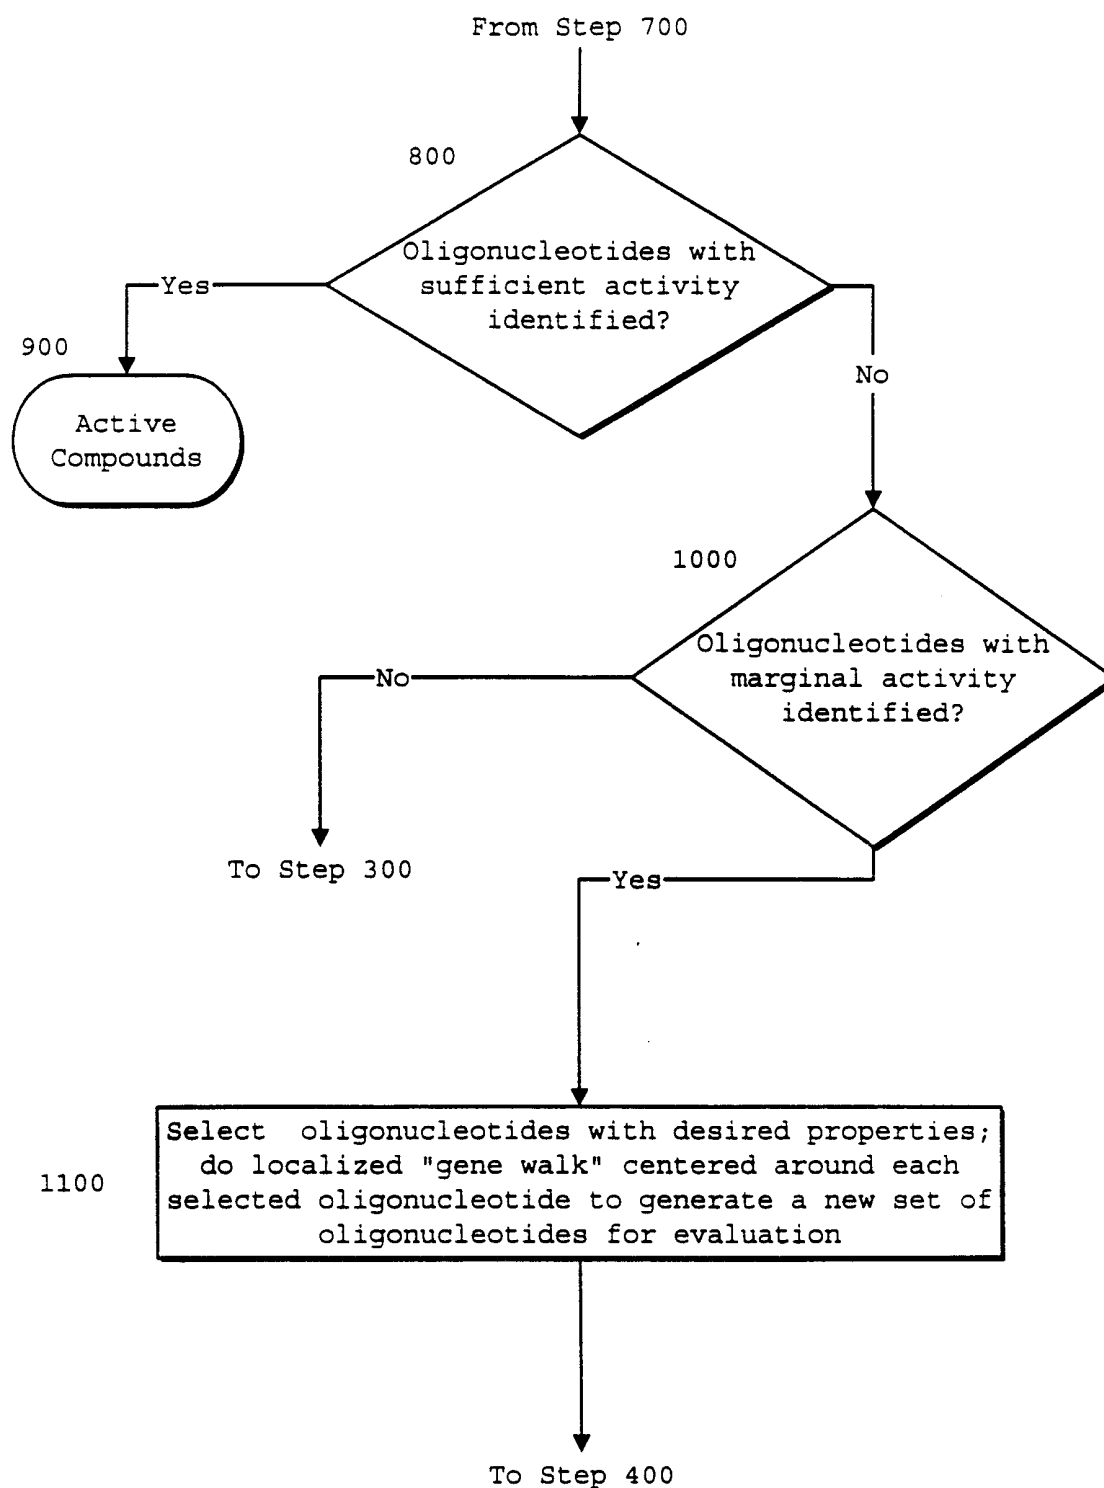 From Step 700
800
Oligonucleotides with
sufficient activity
identified?
Yes
No
900
Active
Compounds
1000
Oligonucleotides with
marginal activity
identified?
No
To Step 300
Yes
1100
Select oligonucleotides with desired properties;
do localized "gene walk" centered around each
selected oligonucleotide to generate a new set of
oligonucleotides for evaluation
To Step 400